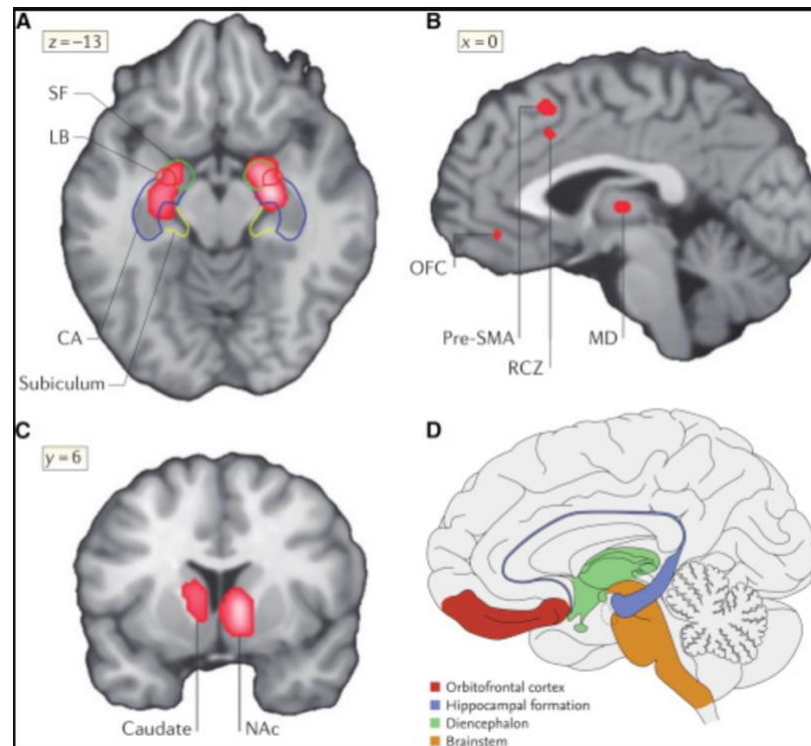 A
z=–13
SF
LB
CA
Subiculum
B
x=0
OFC
Pre-SMA
RCZ
MD
C
y=6
Caudate
NAc
D
Orbitofrontal cortex
Hippocampal formation
Diencephalon
Brainstem